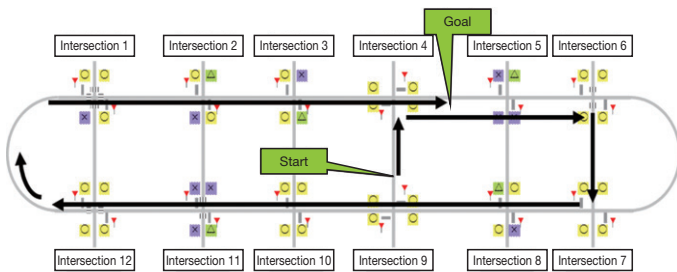 Goal
Intersection 1
Intersection 2
Intersection 3
Intersection 4
Intersection 5
Intersection 6
Start
Intersection 12
Intersection 11
Intersection 10
Intersection 9
Intersection 8
Intersection 7